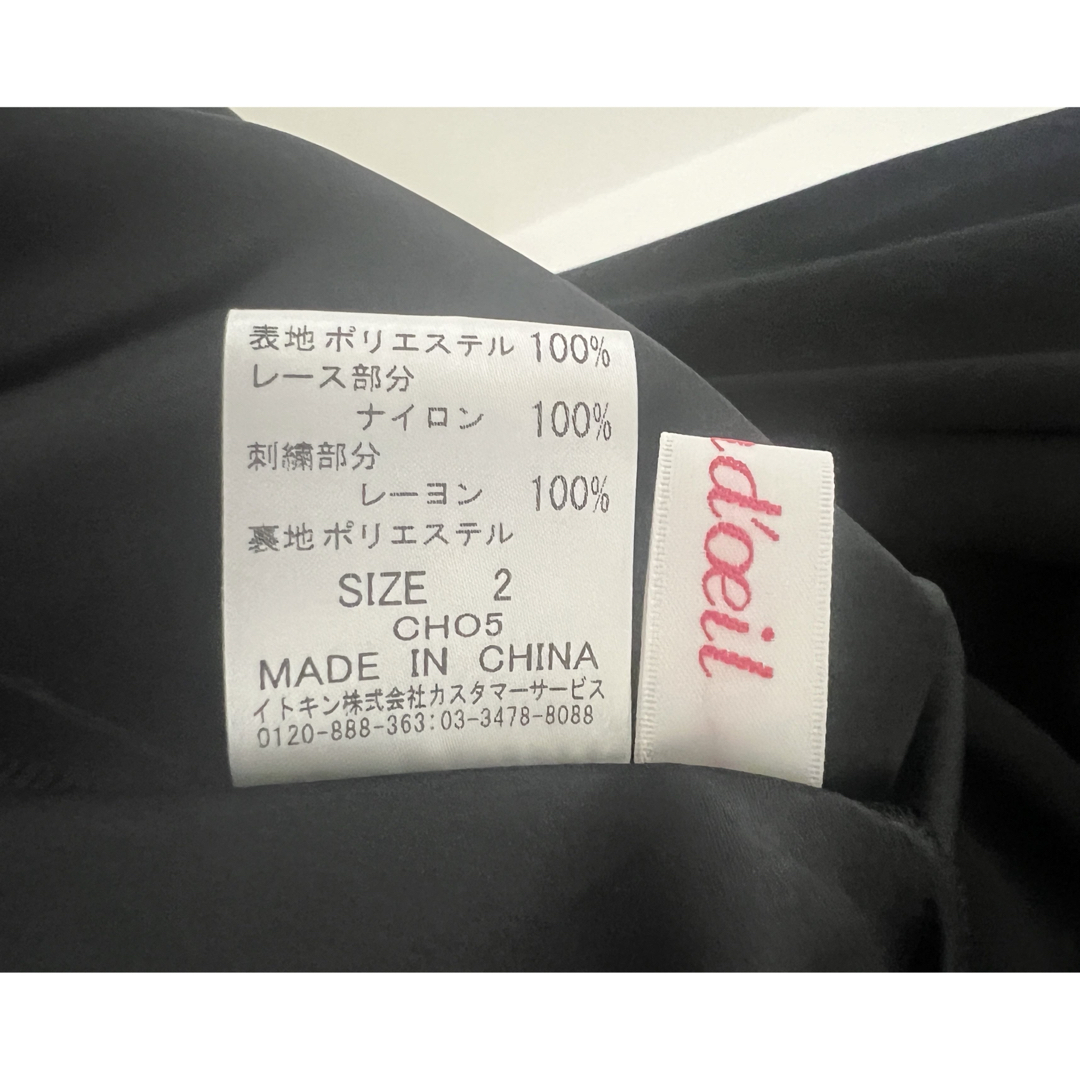 表地 ポリエステル 100%
レース部分
ナイロン 100%
刺繍部分
レーヨン 100%
裏地 ポリエステル
SIZE 2
CHO5
MADE IN CHINA
イトキン株式会社カスタマーサービス
0120-888-363:03-3478-8088
d'œil